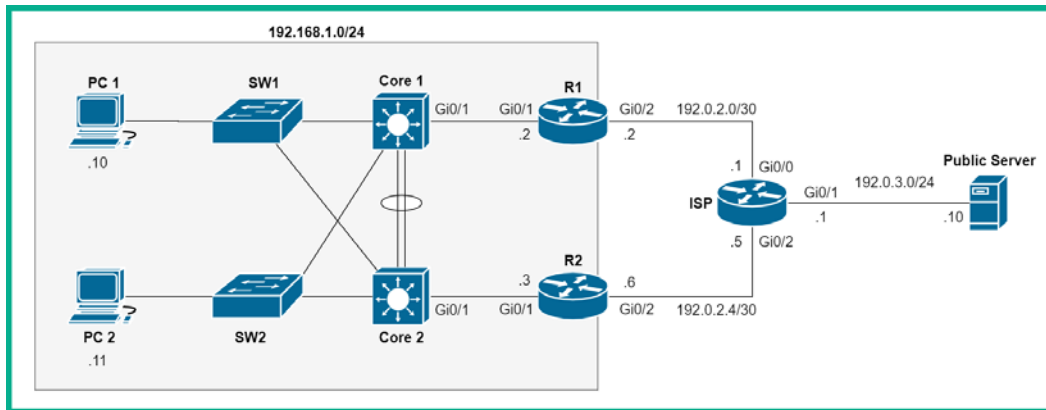 192.168.1.0/24
PC 1
SW1
Core 1
R1
Gi0/1
Gi0/1
Gi0/2
192.0.2.0/30
.10
.2
.2
Public Server
.1
Gi0/0
192.0.3.0/24
Gi0/1
ISP
.1
.10
.5
Gi0/2
R2
.3
.6
Gi0/1
Gi0/1
Gi0/2
192.0.2.4/30
PC 2
SW2
Core 2
.11